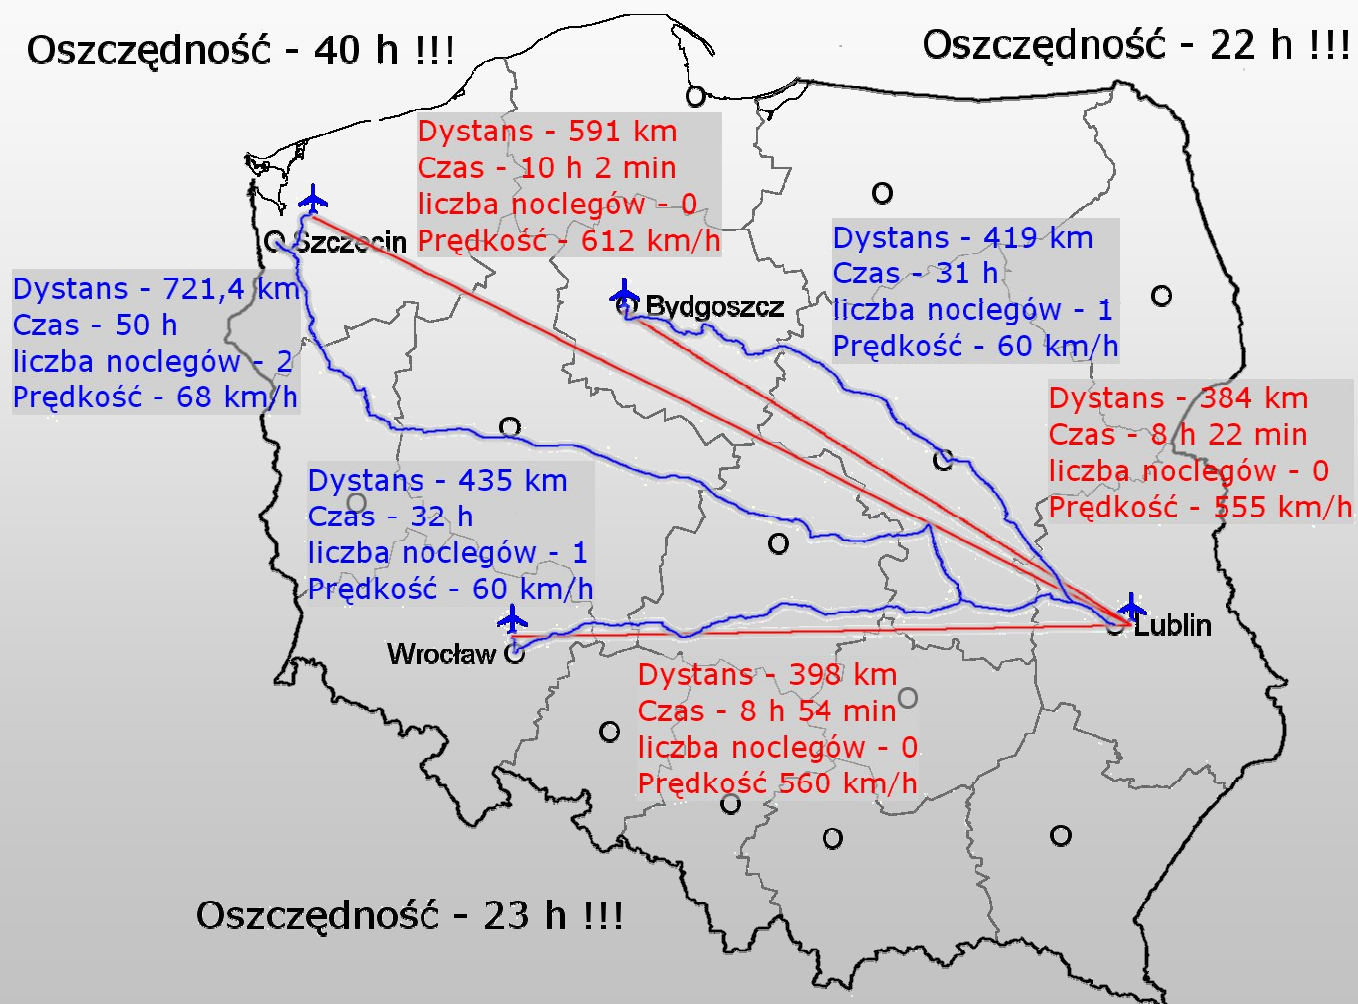 Oszczędność - 40 h !!!
Oszczędność - 22 h !!!
Dystans - 591 km
Czas - 10 h 2 min
liczba noclegów - 0
Prędkość - 612 km/h
Szczecin
Dystans - 419 km
Czas - 31 h
liczba noclegów - 1
Prędkość - 60 km/h
Dystans - 721,4 km
Czas - 50 h
liczba noclegów - 2
Prędkość - 68 km/h
Bydgoszcz
Dystans - 384 km
Czas - 8 h 22 min
liczba noclegów - 0
Prędkość - 555 km/h
Dystans - 435 km
Czas - 32 h
liczba noclegów - 1
Prędkość - 60 km/h
Lublin
Wrocław
Dystans - 398 km
Czas - 8 h 54 min
liczba noclegów - 0
Prędkość 560 km/h
Oszczędność - 23 h !!!